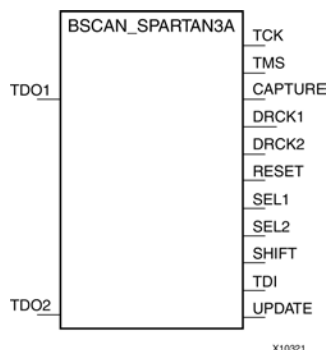 BSCAN_SPARTAN3A
TCK
TMS
TDO1
CAPTURE
DRCK1
DRCK2
RESET
SEL1
SEL2
SHIFT
TDI
TDO2
UPDATE
X10321